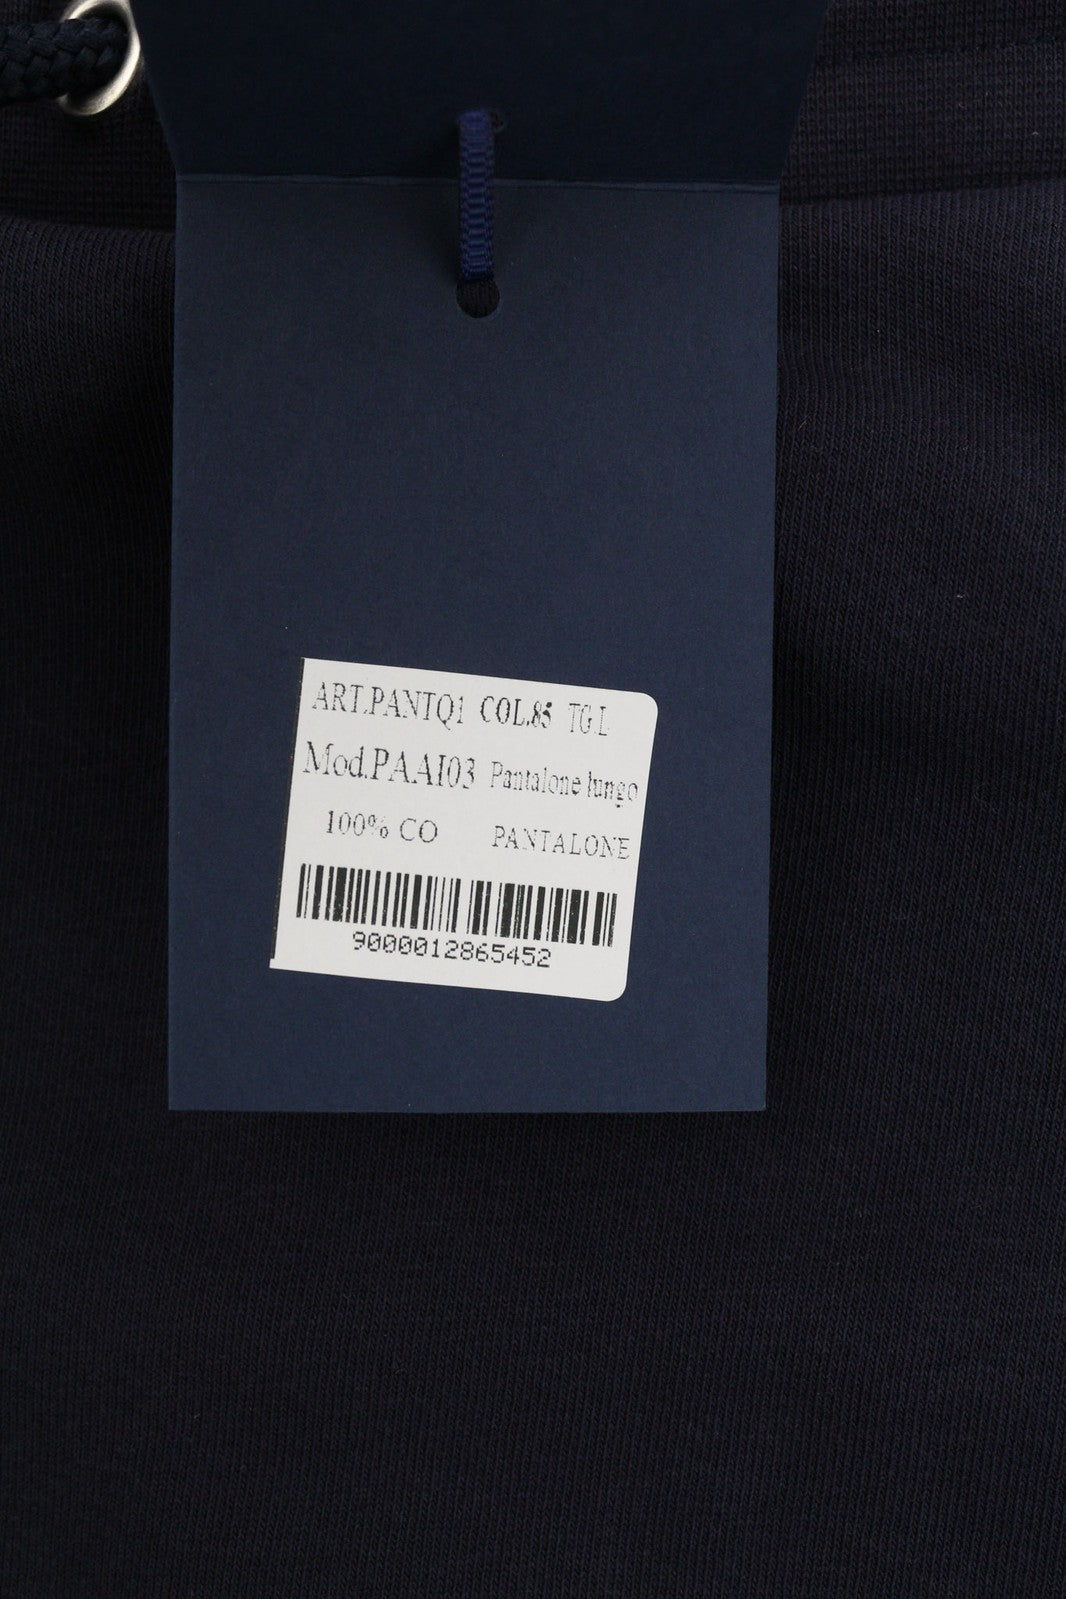 ART.PANTQ1 COL.85 TG.L
Mod.PAAI03 Pantalone lungo
100% CO PANTALONE
9000012865452